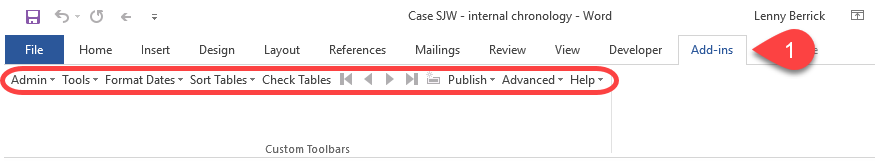 Case SJW - internal chronology - Word Lenny Berrick
File Home Insert Design Layout References Mailings Review View Developer Add-ins 1
Admin Tools Format Dates Sort Tables Check Tables Publish Advanced Help
Custom Toolbars